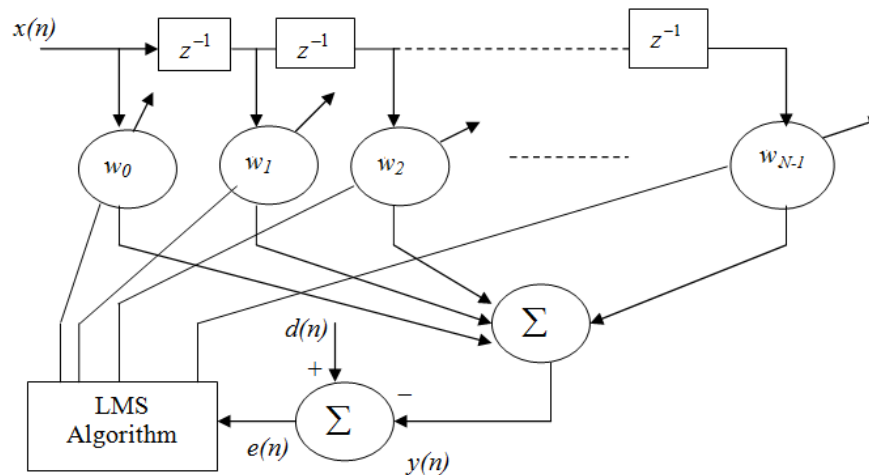 x(n)
z⁻¹ z⁻¹ z⁻¹
w₀ w₁ w₂ w_{N-1}
Σ
d(n)
+
Σ
−
LMS
Algorithm
e(n)
y(n)